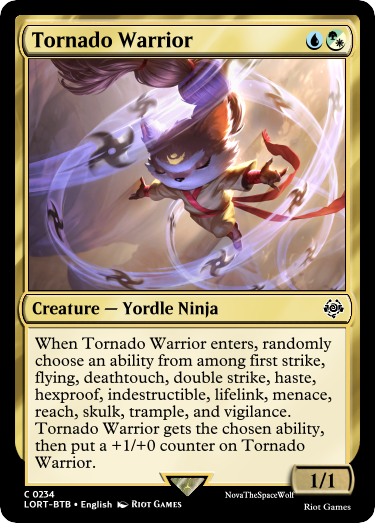 Tornado Warrior
Creature — Yordle Ninja
When Tornado Warrior enters, randomly
choose an ability from among first strike,
flying, deathtouch, double strike, haste,
hexproof, indestructible, lifelink, menace,
reach, skulk, trample, and vigilance.
Tornado Warrior gets the chosen ability,
then put a +1/+0 counter on Tornado
Warrior.
1/1
C 0234
LORT-BTB • English Riot Games
NovaTheSpaceWolf
Riot Games